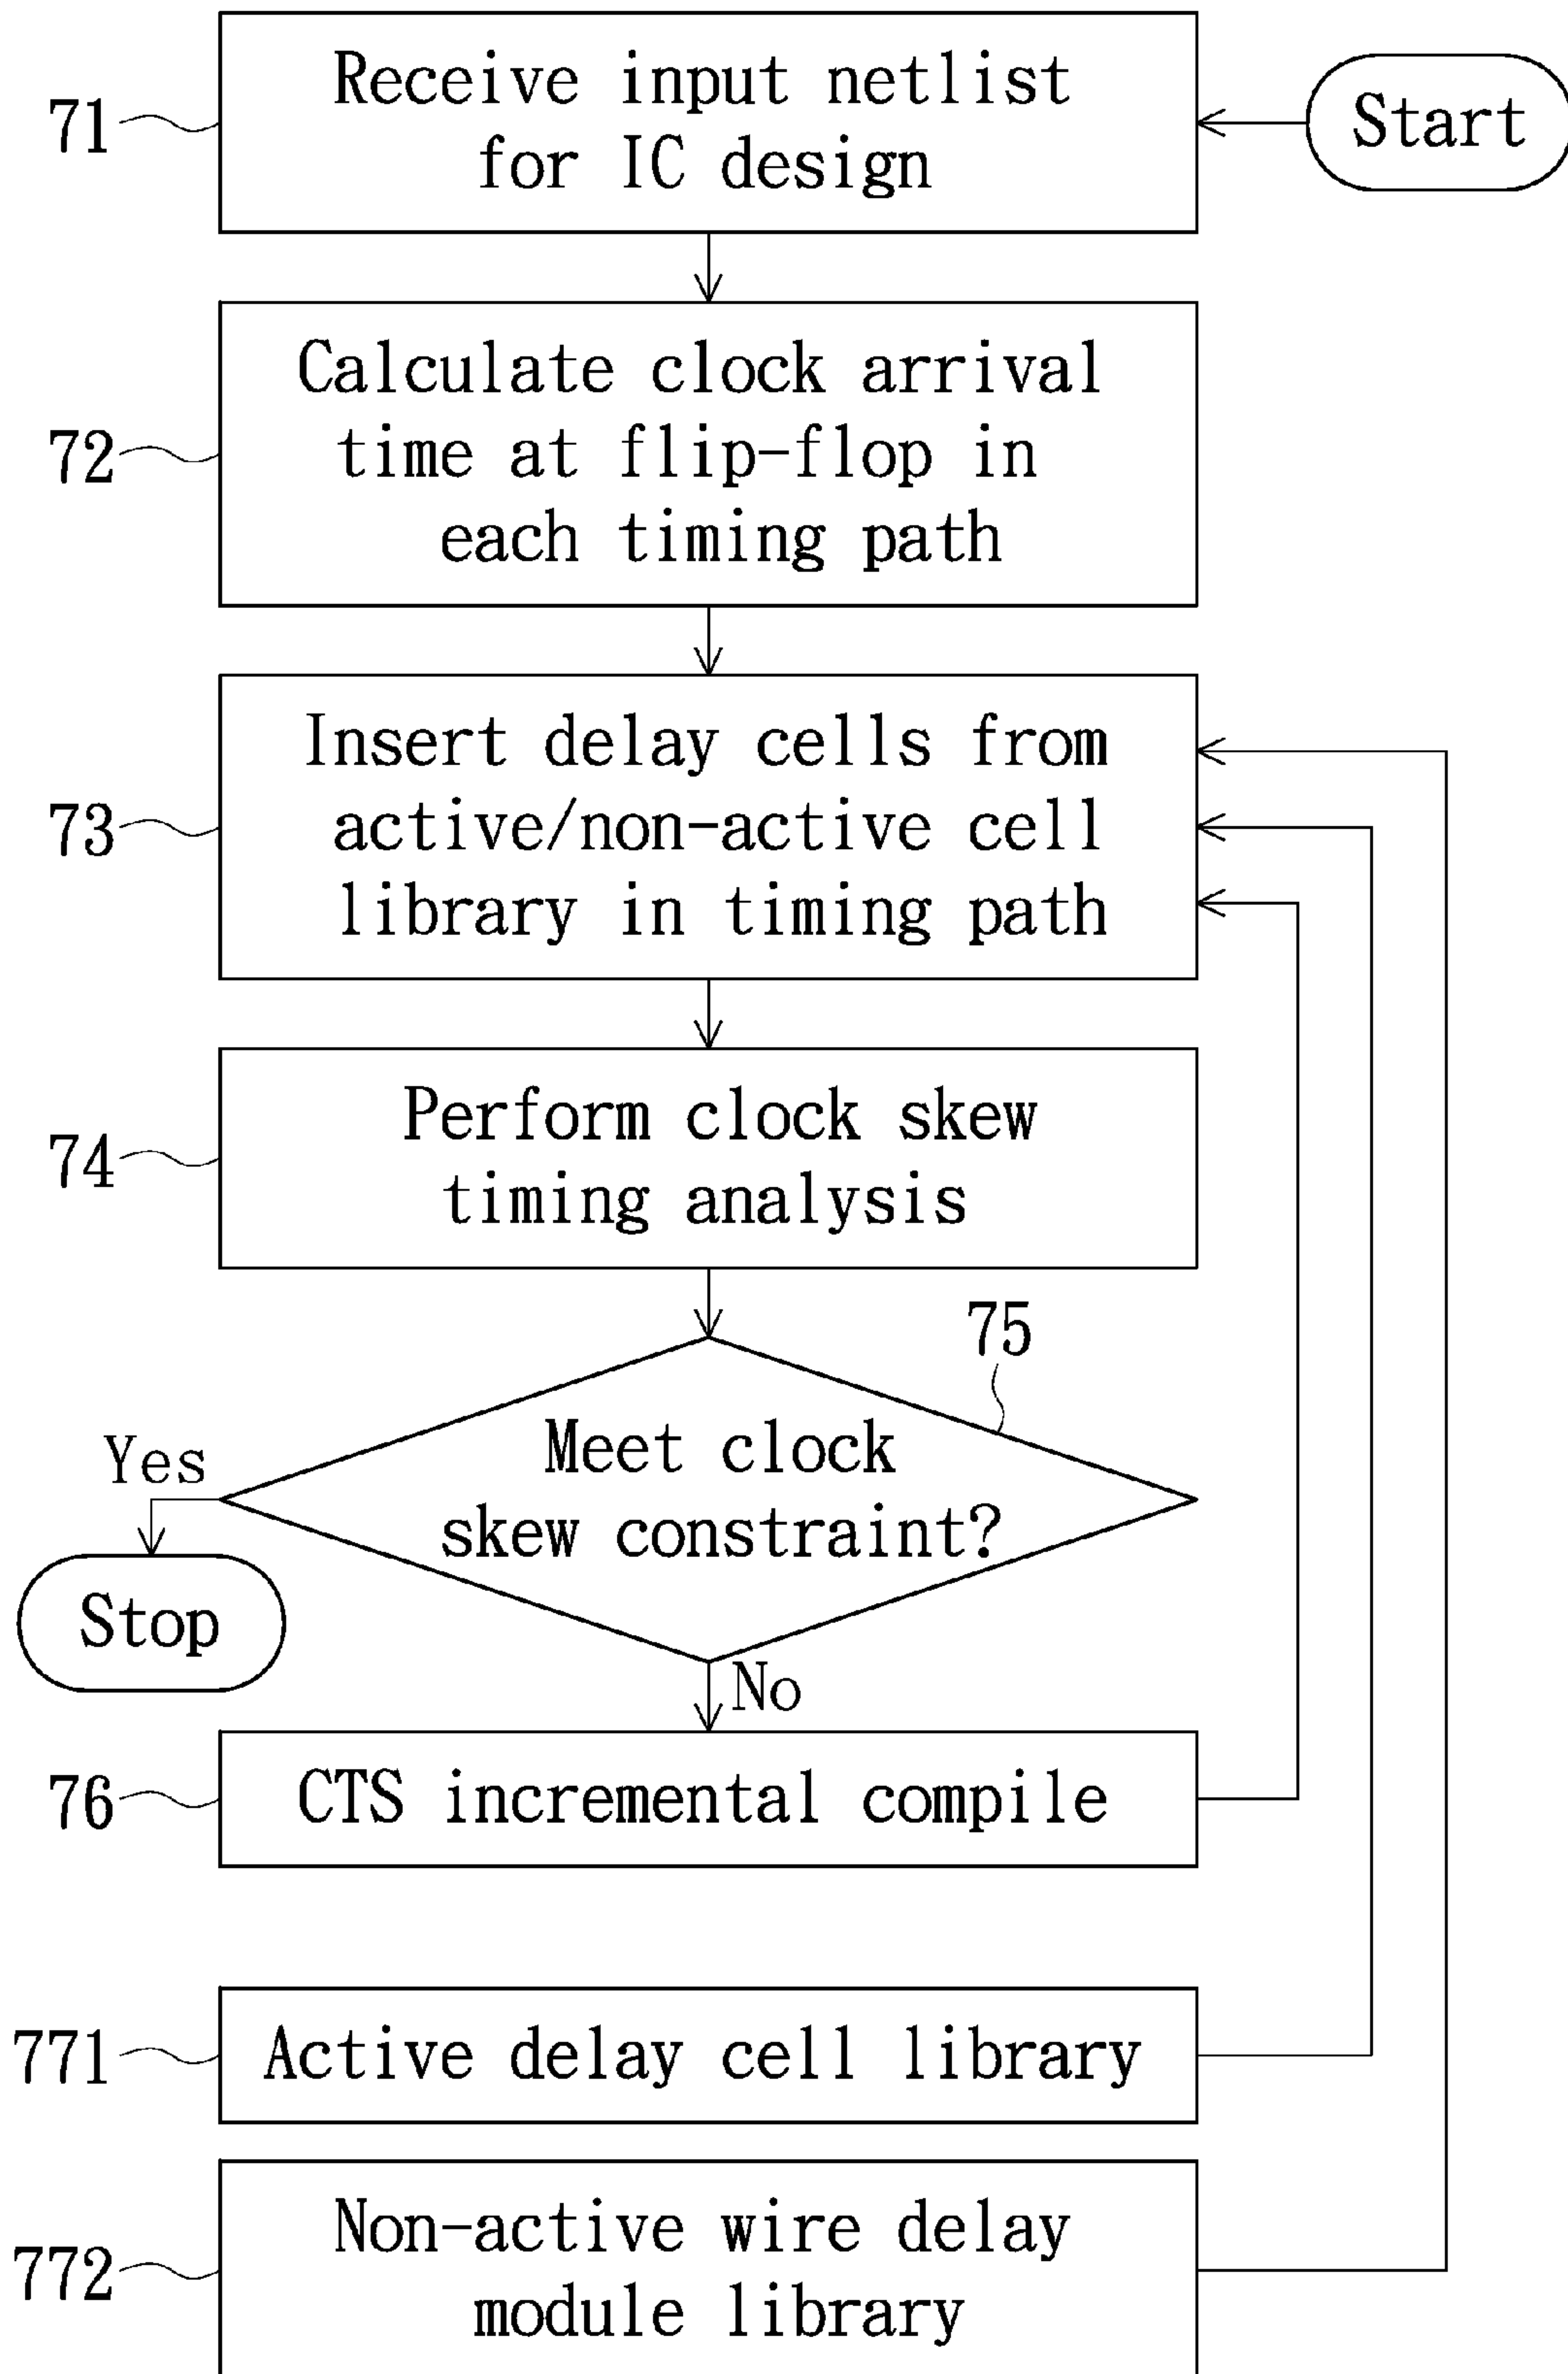 Receive input netlist
for IC design
Start
71
Calculate clock arrival
time at flip-flop in
each timing path
72
Insert delay cells from
active/non-active cell
library in timing path
73
Perform clock skew
timing analysis
74
75
Meet clock
skew constraint?
Yes
Stop
No
CTS incremental compile
76
Active delay cell library
771
Non-active wire delay
module library
772